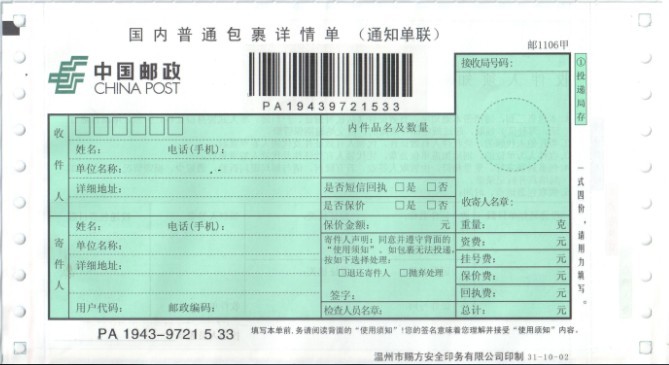 国内普通包裹详情单（通知单联）
邮1106甲
中国邮政
CHINA POST
PA19439721533
接收局号码：
①投递局存
收件人
内件品名及数量
姓名： 电话(手机)：
单位名称：
详细地址：
是否短信回执 □是 □否
是否保价 □是 □否
收寄人名章：
一式四份，请用力填写。
寄件人
姓名： 电话(手机)：
单位名称：
详细地址：
用户代码： 邮政编码：
保价金额： 元
寄件人声明：同意并遵守背面的
“使用须知”。如包裹无法投递，
按如下选择处理：
□退还寄件人 □抛弃处理
签字：
检查人员名章：
重量： 克
资费： 元
挂号费： 元
保价费： 元
回执费： 元
总计： 元
PA 1943-9721 5 33
填写本单前，务请阅读背面的“使用须知”！您的签名意味着您理解并接受“使用须知”内容。
温州市赐方安全印务有限公司印制 31-10-02